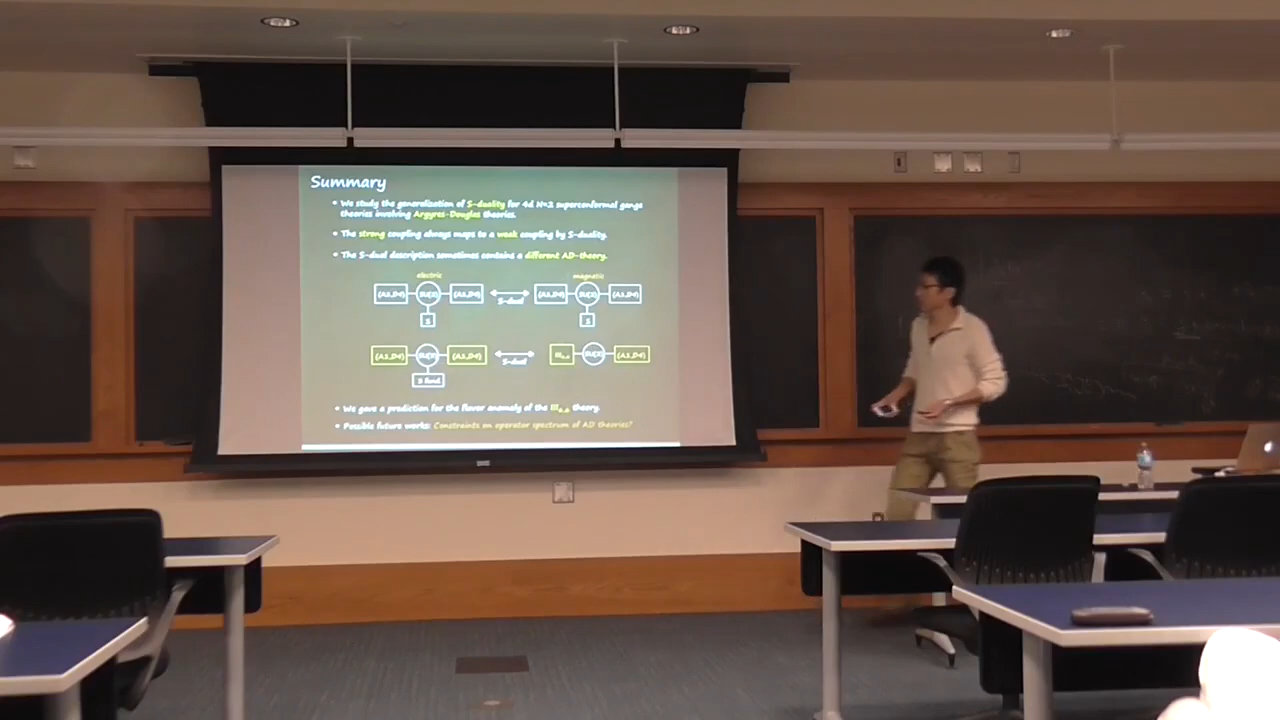 Summary
• We study the generalization of S-duality for 4d N=2 superconformal gauge
theories involving Argyres-Douglas theories.
• The strong coupling always maps to a weak coupling by S-duality.
• The S-dual description sometimes contains a different AD-theory.
electric magnetic
S-dual
S-dual
• We gave a prediction for the flavor anomaly of the theory.
• Possible future works: Constraints on operator spectrum of AD theories?